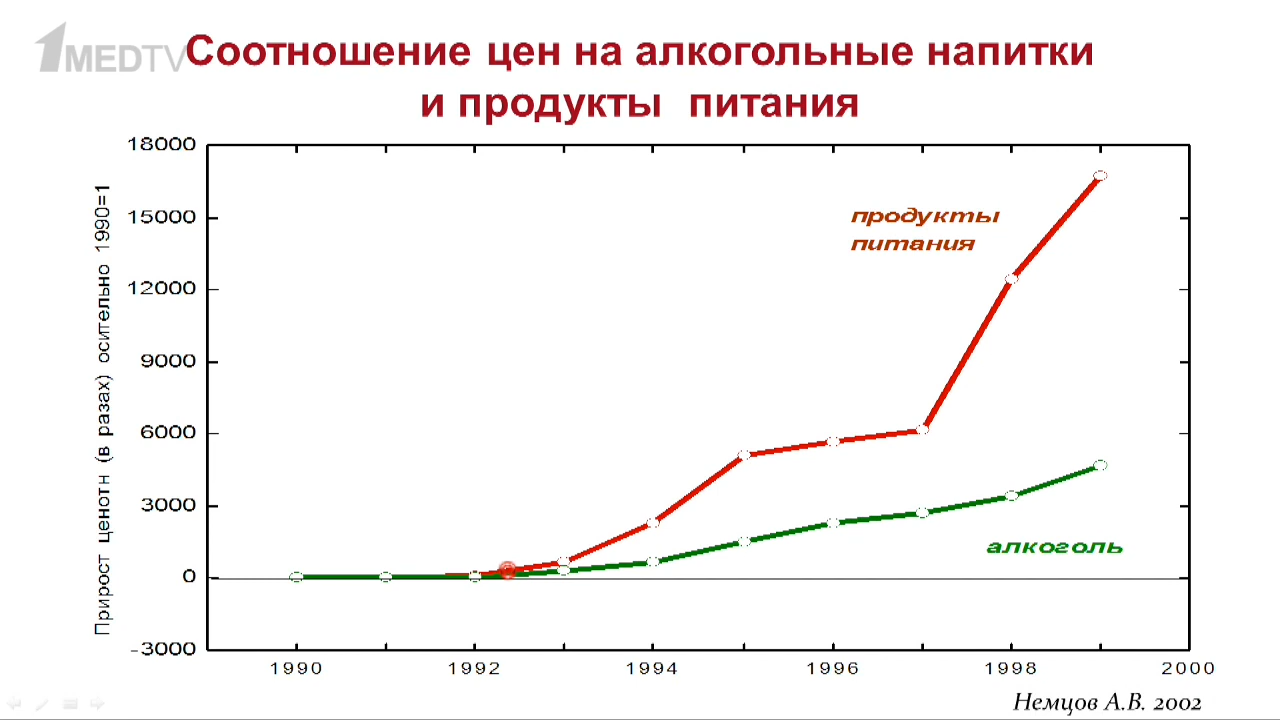 1MEDTV
Соотношение цен на алкогольные напитки
и продукты питания
Прирост ценотн (в разах) осительно 1990=1
18000
15000
12000
9000
6000
3000
0
-3000
продукты
питания
алкоголь
1990 1992 1994 1996 1998 2000
Немцов А.В. 2002